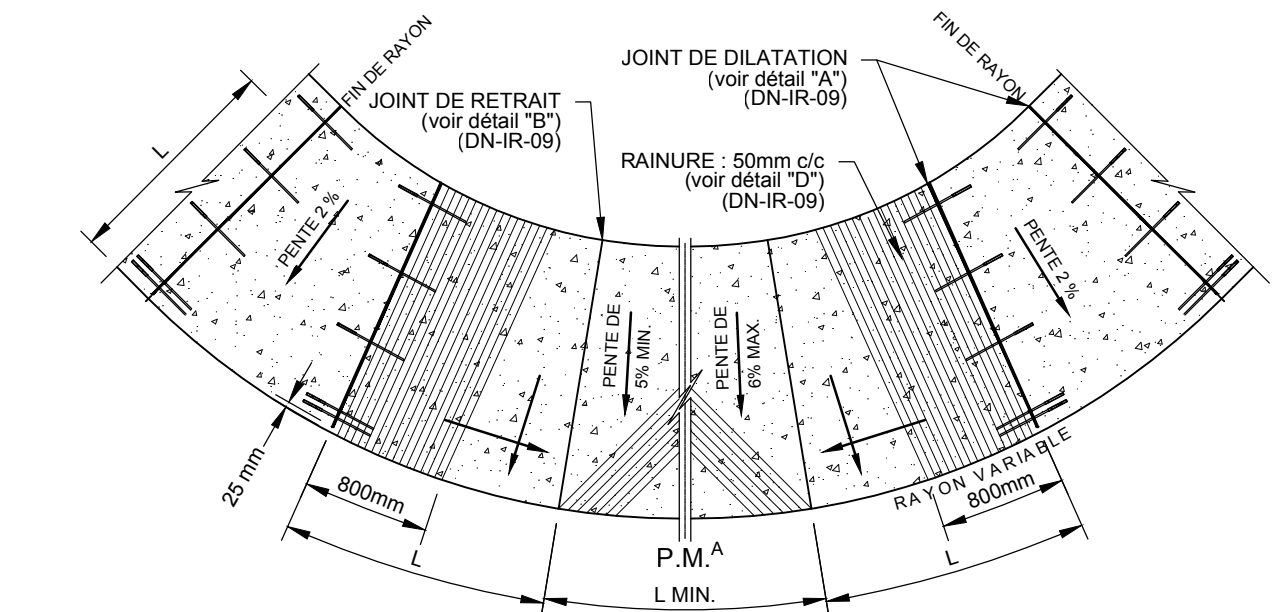 FIN DE RAYON
FIN DE RAYON
JOINT DE DILATATION
(voir détail "A")
(DN-IR-09)
JOINT DE RETRAIT
(voir détail "B")
(DN-IR-09)
RAINURE : 50mm c/c
(voir détail "D")
(DN-IR-09)
L
PENTE 2 %
PENTE 2 %
PENTE DE
5% MIN.
PENTE DE
6% MAX.
25 mm
800mm
RAYON VARIABLE
800mm
L
P.M.A
L
L MIN.